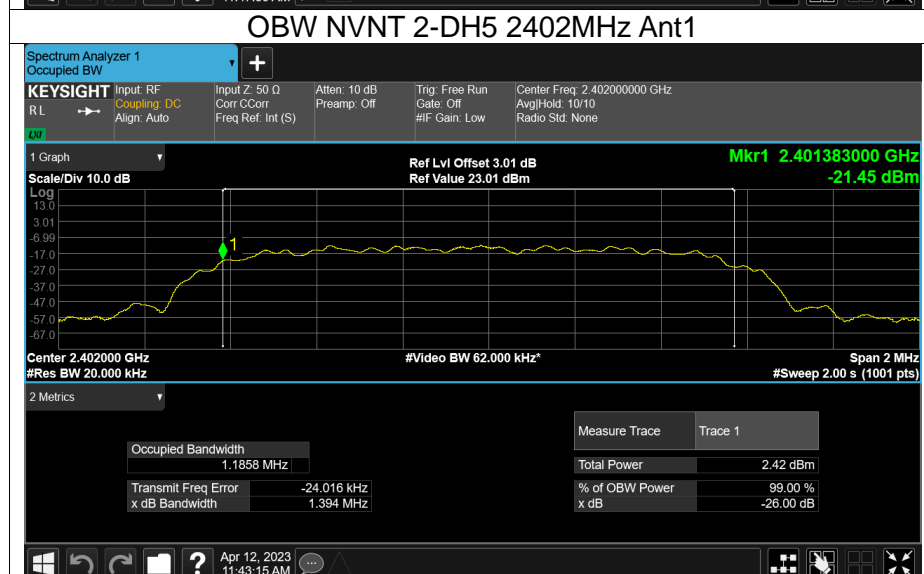 OBW NVNT 2-DH5 2402MHz Ant1
Spectrum Analyzer 1
Occupied BW
+
KEYSIGHT Input: RF Input Z: 50 Ω Atten: 10 dB Trig: Free Run Center Freq: 2.402000000 GHz
R L Coupling: DC Corr CCorr Preamp: Off Gate: Off Avg|Hold: 10/10
Align: Auto Freq Ref: Int (S) #IF Gain: Low Radio Std: None
LXI
1 Graph Ref Lvl Offset 3.01 dB Mkr1 2.401383000 GHz
Scale/Div 10.0 dB Ref Value 23.01 dBm -21.45 dBm
Log
13.0
3.01
-6.99
1
-17.0
-27.0
-37.0
-47.0
-57.0
-67.0
Center 2.402000 GHz #Video BW 62.000 kHz* Span 2 MHz
#Res BW 20.000 kHz #Sweep 2.00 s (1001 pts)
2 Metrics
Measure Trace Trace 1
Occupied Bandwidth
1.1858 MHz Total Power 2.42 dBm
Transmit Freq Error -24.016 kHz % of OBW Power 99.00 %
x dB Bandwidth 1.394 MHz x dB -26.00 dB
? Apr 12, 2023
11:43:15 AM